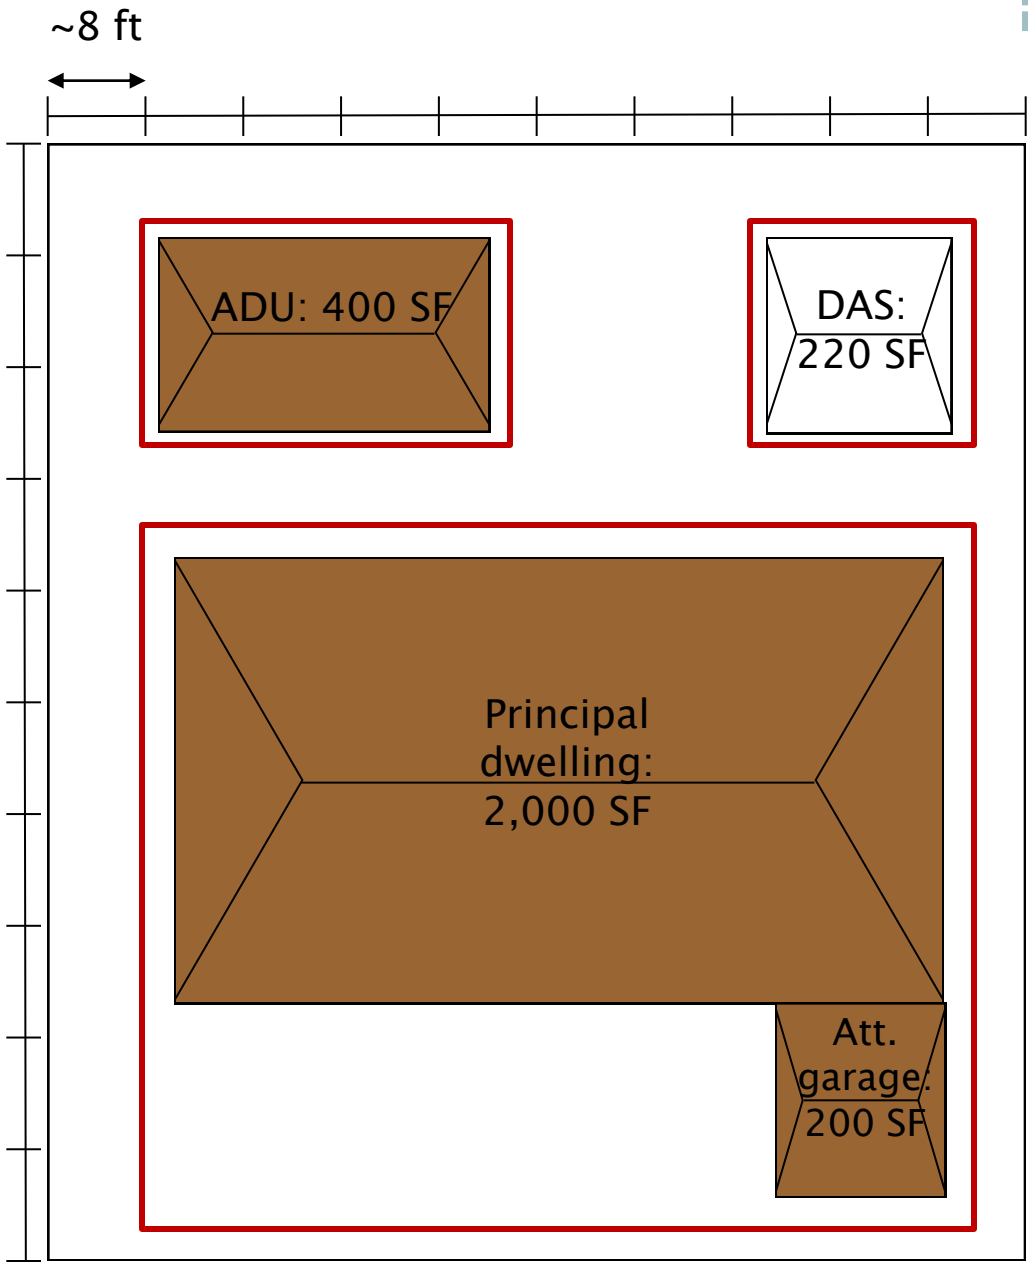 ~8 ft
ADU: 400 SF
DAS:
220 SF
Principal
dwelling:
2,000 SF
Att.
garage:
200 SF